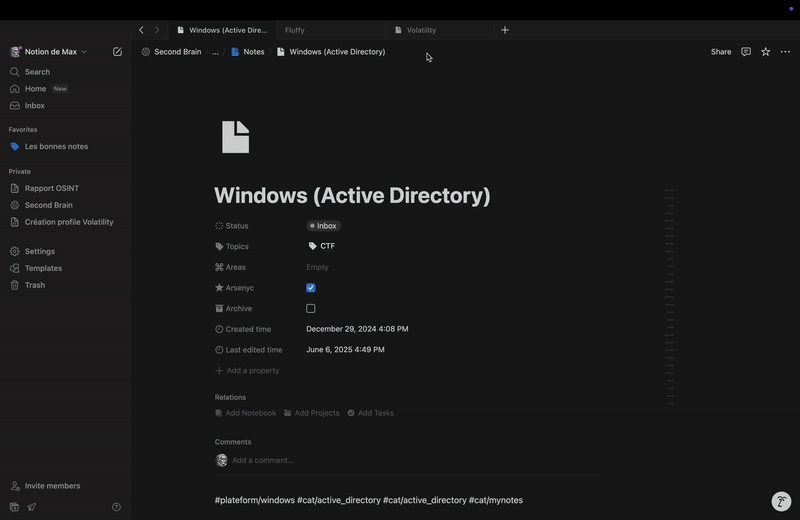 Windows (Active Dire...
Fluffy
Volatility
Notion de Max
Second Brain
...
Notes
Windows (Active Directory)
Share
Search
Home New
Inbox
Favorites
Les bonnes notes
Private
Rapport OSINT
Second Brain
Création profile Volatility
Settings
Templates
Trash
Invite members
Windows (Active Directory)
Status Inbox
Topics CTF
Areas Empty
Arsenyc
Archive
Created time December 29, 2024 4:08 PM
Last edited time June 6, 2025 4:49 PM
Add a property
Relations
Add Notebook Add Projects Add Tasks
Comments
Add a comment...
#plateform/windows #cat/active_directory #cat/active_directory #cat/mynotes